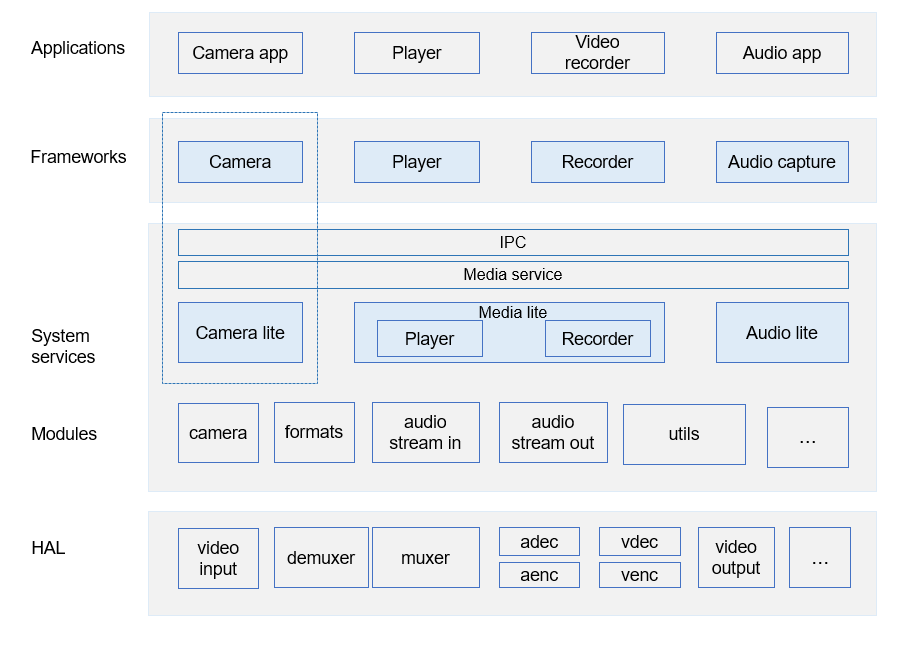 Applications
Camera app
Player
Video
recorder
Audio app
Frameworks
Camera
Player
Recorder
Audio capture
IPC
Media service
System
services
Camera lite
Media lite
Player
Recorder
Audio lite
Modules
camera
formats
audio
stream in
audio
stream out
utils
...
HAL
video
input
demuxer
muxer
adec
aenc
vdec
venc
video
output
...